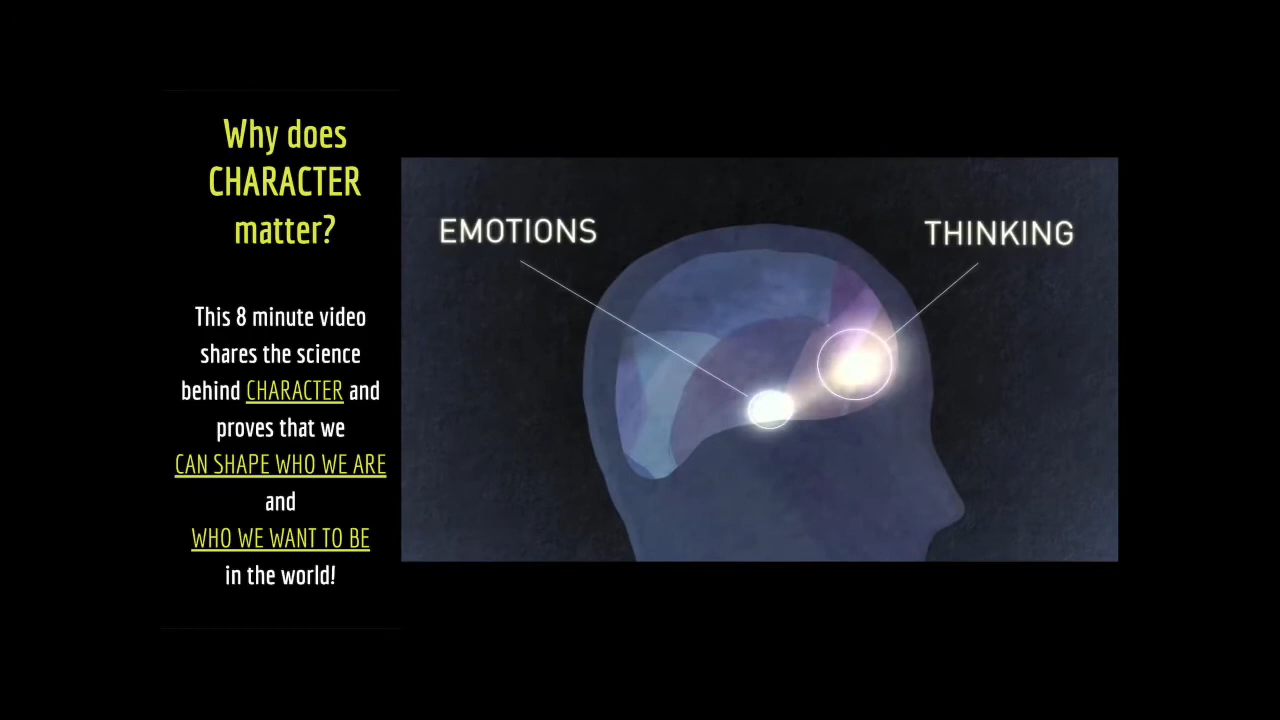 Why does
CHARACTER
matter?
This 8 minute video
shares the science
behind CHARACTER and
proves that we
CAN SHAPE WHO WE ARE
and
WHO WE WANT TO BE
in the world!
EMOTIONS
THINKING